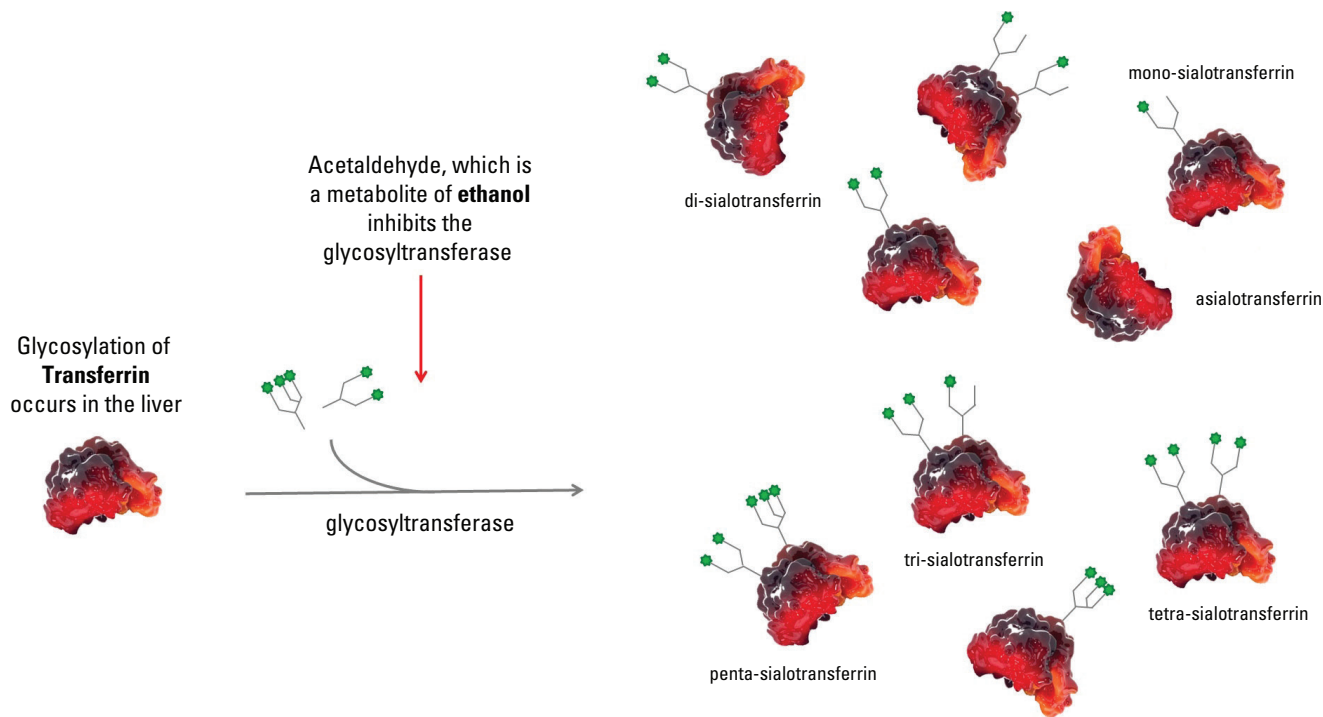 Glycosylation of
Transferrin
occurs in the liver
Acetaldehyde, which is
a metabolite of ethanol
inhibits the
glycosyltransferase
glycosyltransferase
di-sialotransferrin
mono-sialotransferrin
asialotransferrin
tri-sialotransferrin
tetra-sialotransferrin
penta-sialotransferrin